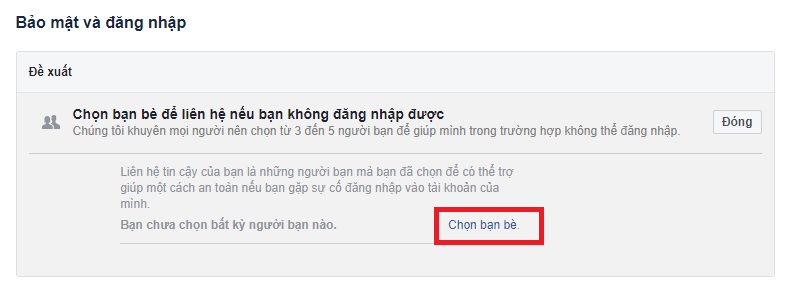 Bảo mật và đăng nhập
Đề xuất
Chọn bạn bè để liên hệ nếu bạn không đăng nhập được
Chúng tôi khuyên mọi người nên chọn từ 3 đến 5 người bạn để giúp mình trong trường hợp không thể đăng nhập.
Đóng
Liên hệ tin cậy của bạn là những người bạn mà bạn đã chọn để có thể trợ
giúp một cách an toàn nếu bạn gặp sự cố đăng nhập vào tài khoản của
mình.
Bạn chưa chọn bất kỳ người bạn nào.
Chọn bạn bè.